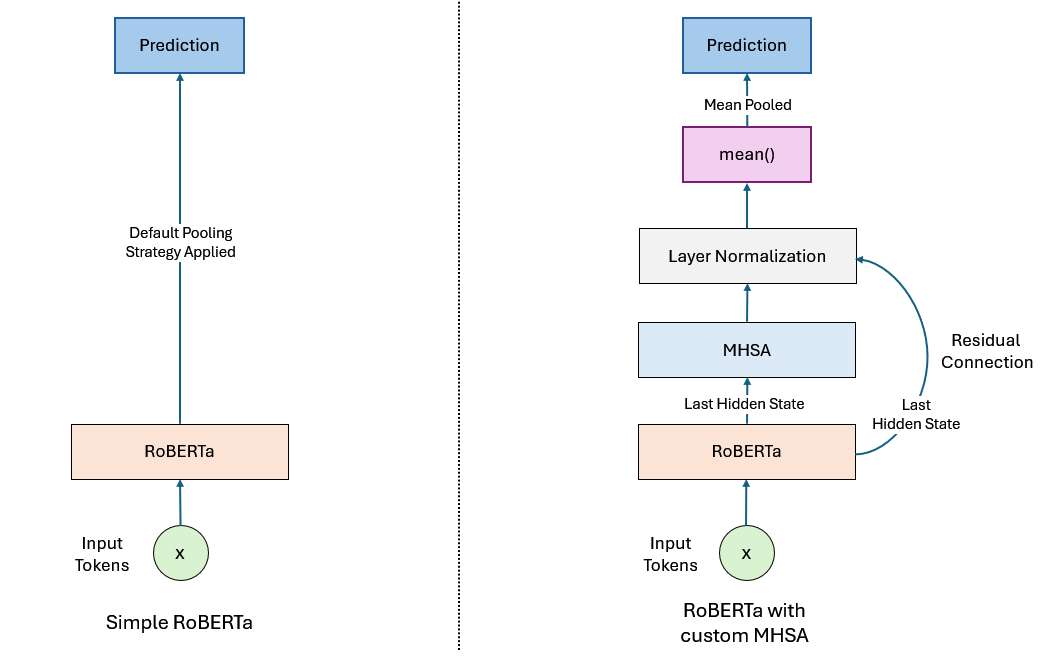 Prediction
Default Pooling
Strategy Applied
RoBERTa
Input
Tokens
x
Simple RoBERTa
Prediction
Mean Pooled
mean()
Layer Normalization
MHSA
Residual
Connection
Last Hidden State
Last
Hidden State
RoBERTa
Input
Tokens
x
RoBERTa with
custom MHSA